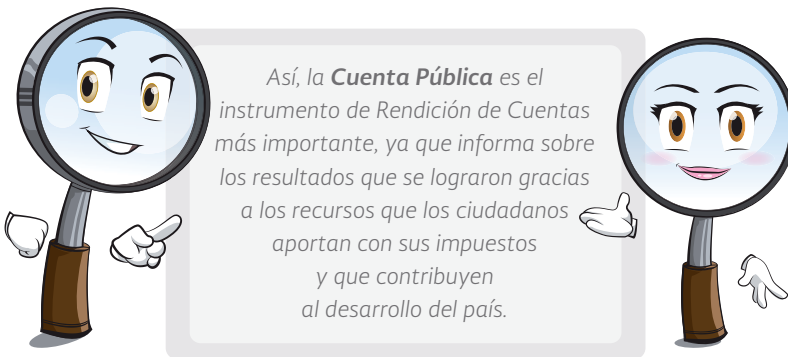 Así, la Cuenta Pública es el
instrumento de Rendición de Cuentas
más importante, ya que informa sobre
los resultados que se lograron gracias
a los recursos que los ciudadanos
aportan con sus impuestos
y que contribuyen
al desarrollo del país.